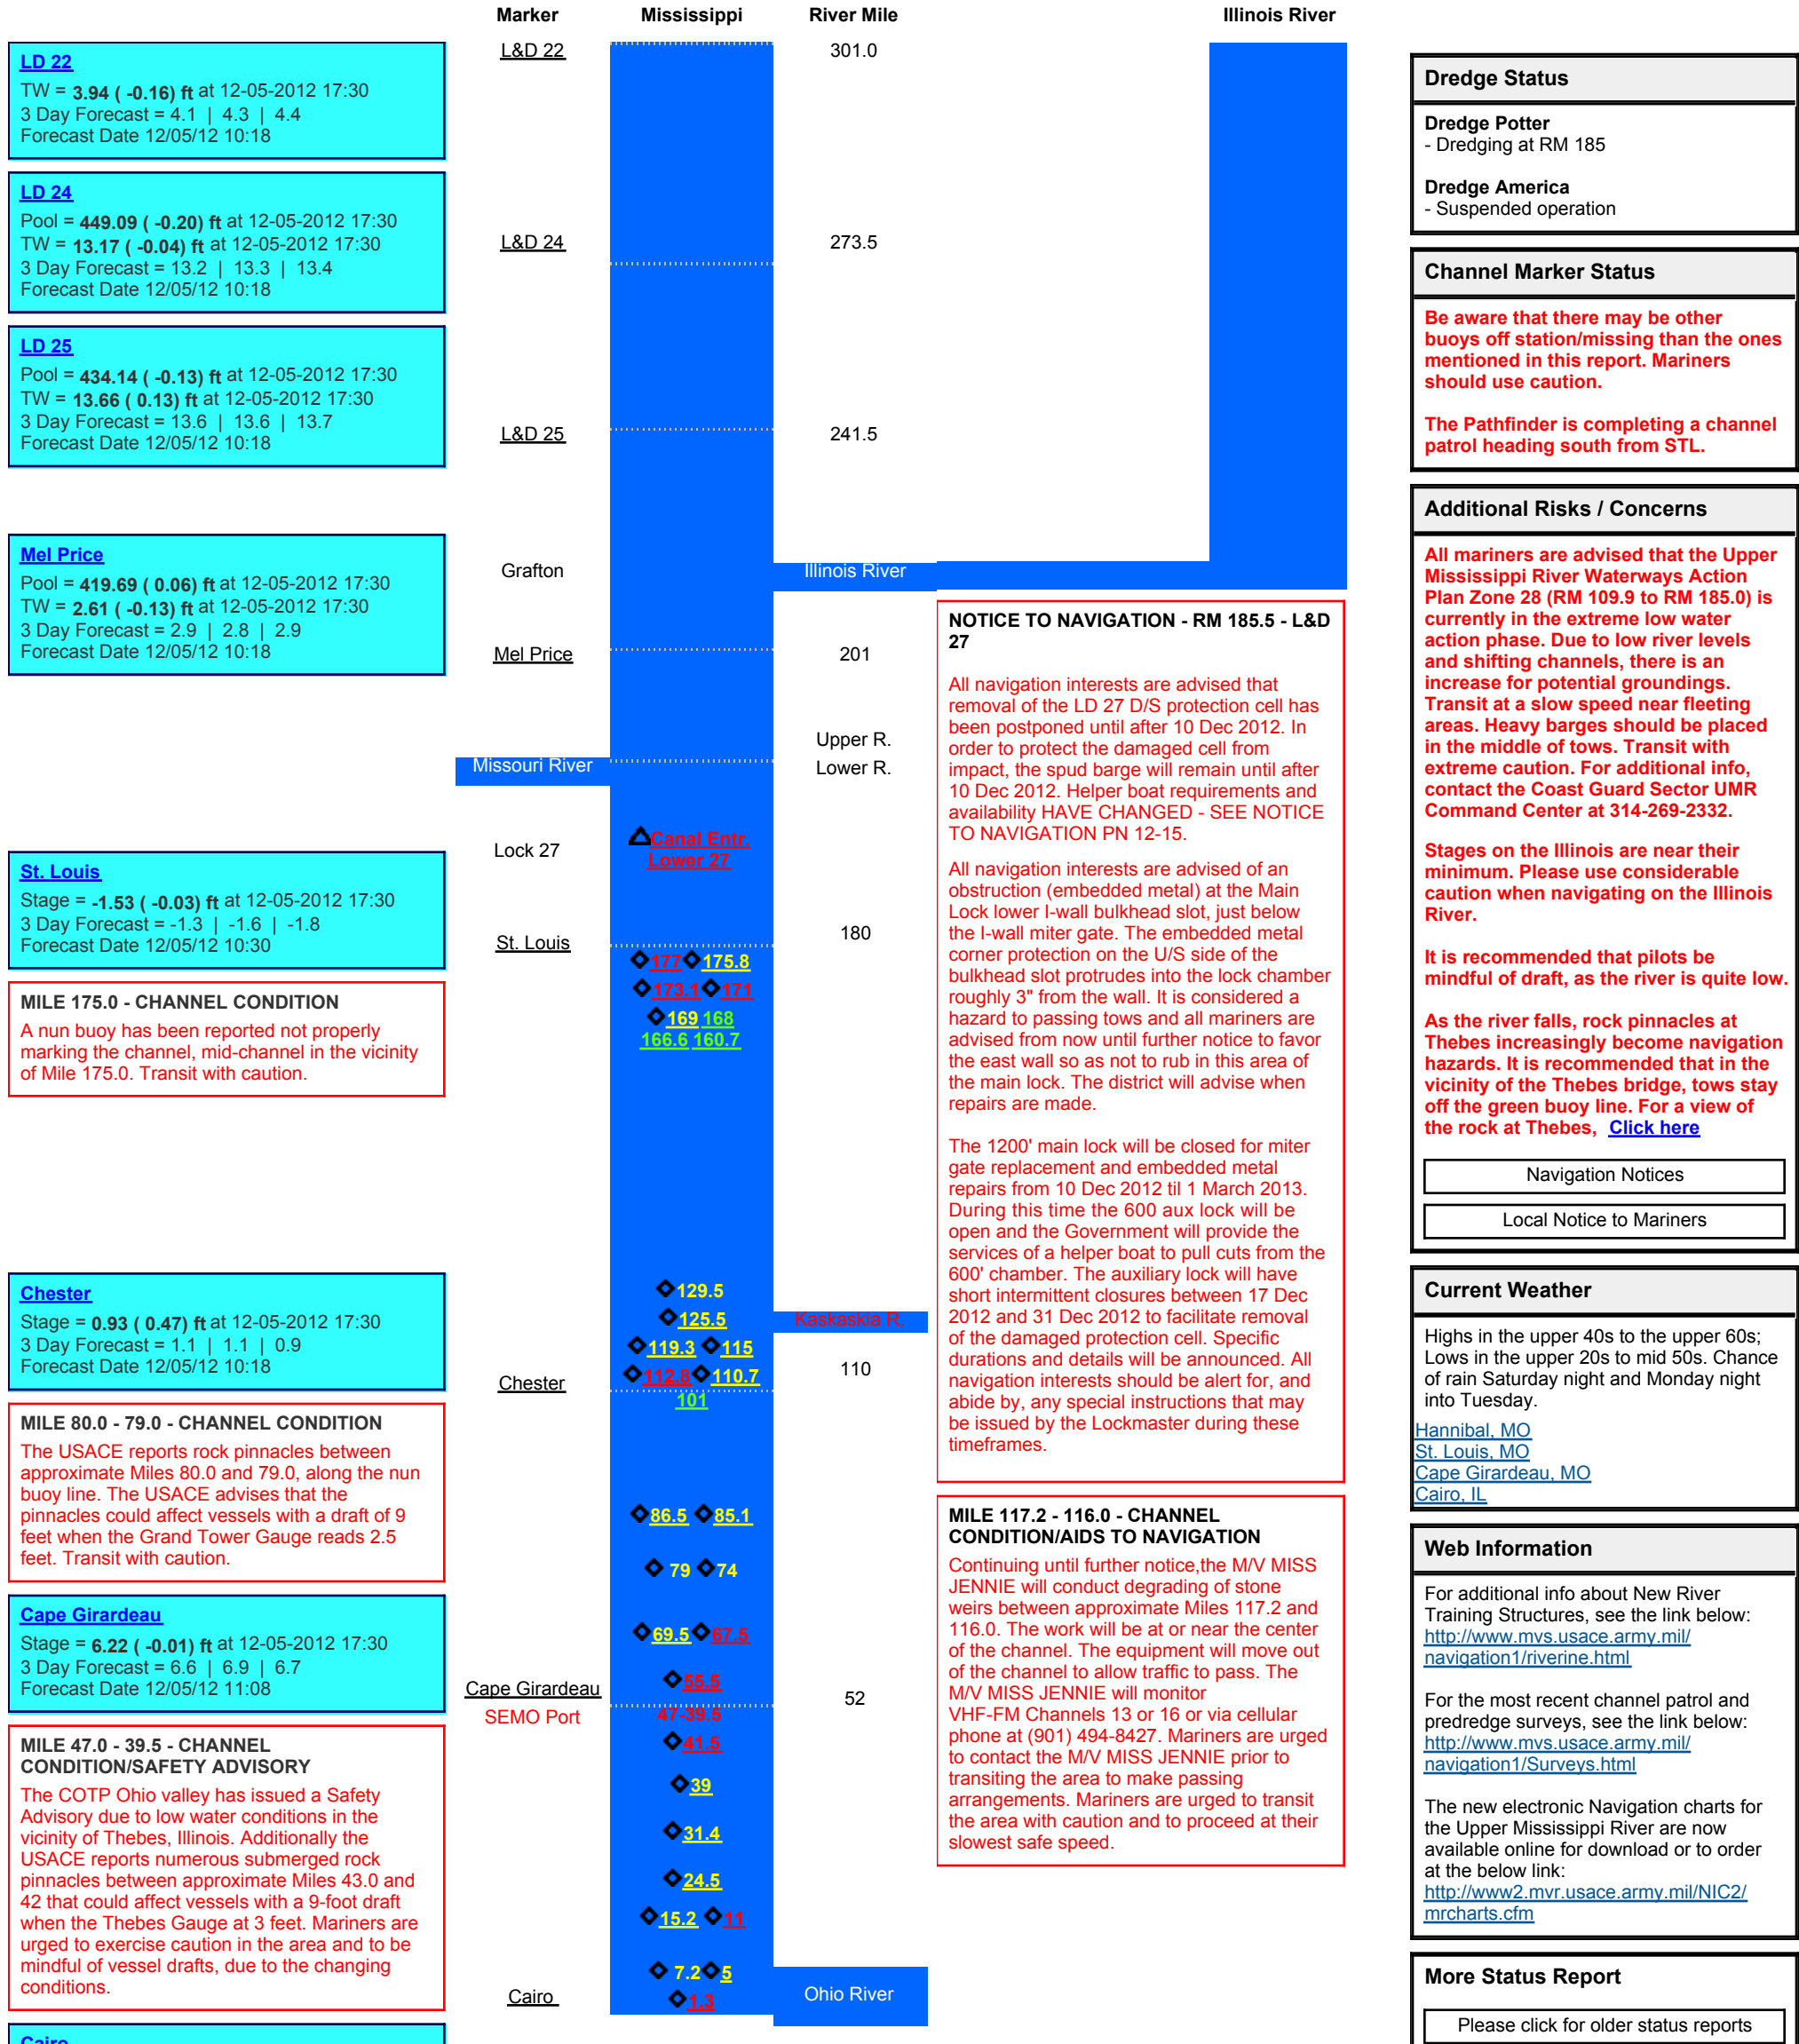 Marker Mississippi River Mile Illinois River
LD 22
TW = 3.94 ( -0.16) ft at 12-05-2012 17:30
3 Day Forecast = 4.1 | 4.3 | 4.4
Forecast Date 12/05/12 10:18
LD 24
Pool = 449.09 ( -0.20) ft at 12-05-2012 17:30
TW = 13.17 ( -0.04) ft at 12-05-2012 17:30
3 Day Forecast = 13.2 | 13.3 | 13.4
Forecast Date 12/05/12 10:18
LD 25
Pool = 434.14 ( -0.13) ft at 12-05-2012 17:30
TW = 13.66 ( 0.13) ft at 12-05-2012 17:30
3 Day Forecast = 13.6 | 13.6 | 13.7
Forecast Date 12/05/12 10:18
Mel Price
Pool = 419.69 ( 0.06) ft at 12-05-2012 17:30
TW = 2.61 ( -0.13) ft at 12-05-2012 17:30
3 Day Forecast = 2.9 | 2.8 | 2.9
Forecast Date 12/05/12 10:18
St. Louis
Stage = -1.53 ( -0.03) ft at 12-05-2012 17:30
3 Day Forecast = -1.3 | -1.6 | -1.8
Forecast Date 12/05/12 10:30
MILE 175.0 - CHANNEL CONDITION
A nun buoy has been reported not properly
marking the channel, mid-channel in the vicinity
of Mile 175.0. Transit with caution.
Chester
Stage = 0.93 ( 0.47) ft at 12-05-2012 17:30
3 Day Forecast = 1.1 | 1.1 | 0.9
Forecast Date 12/05/12 10:18
MILE 80.0 - 79.0 - CHANNEL CONDITION
The USACE reports rock pinnacles between
approximate Miles 80.0 and 79.0, along the nun
buoy line. The USACE advises that the
pinnacles could affect vessels with a draft of 9
feet when the Grand Tower Gauge reads 2.5
feet. Transit with caution.
Cape Girardeau
Stage = 6.22 ( -0.01) ft at 12-05-2012 17:30
3 Day Forecast = 6.6 | 6.9 | 6.7
Forecast Date 12/05/12 11:08
MILE 47.0 - 39.5 - CHANNEL
CONDITION/SAFETY ADVISORY
The COTP Ohio valley has issued a Safety
Advisory due to low water conditions in the
vicinity of Thebes, Illinois. Additionally the
USACE reports numerous submerged rock
pinnacles between approximate Miles 43.0 and
42 that could affect vessels with a 9-foot draft
when the Thebes Gauge at 3 feet. Mariners are
urged to exercise caution in the area and to be
mindful of vessel drafts, due to the changing
conditions.
Cairo
L&D 22 301.0
L&D 24 273.5
L&D 25 241.5
Grafton Illinois River
Mel Price 201
Upper R.
Missouri River Lower R.
Lock 27 Canal Entr.
Lower 27
St. Louis 180
177 175.8
173.1 171
169 168
166.6 160.7
129.5
125.5 Kaskaskia R.
119.3 115
112.8 110.7
Chester 110
101
86.5 85.1
79 74
69.5 67.5
55.5
Cape Girardeau 52
SEMO Port 47-39.5
41.5
39
31.4
24.5
15.2 11
7.2 5
Cairo 1.3 Ohio River
NOTICE TO NAVIGATION - RM 185.5 - L&D
27
All navigation interests are advised that
removal of the LD 27 D/S protection cell has
been postponed until after 10 Dec 2012. In
order to protect the damaged cell from
impact, the spud barge will remain until after
10 Dec 2012. Helper boat requirements and
availability HAVE CHANGED - SEE NOTICE
TO NAVIGATION PN 12-15.
All navigation interests are advised of an
obstruction (embedded metal) at the Main
Lock lower I-wall bulkhead slot, just below
the I-wall miter gate. The embedded metal
corner protection on the U/S side of the
bulkhead slot protrudes into the lock chamber
roughly 3" from the wall. It is considered a
hazard to passing tows and all mariners are
advised from now until further notice to favor
the east wall so as not to rub in this area of
the main lock. The district will advise when
repairs are made.
The 1200' main lock will be closed for miter
gate replacement and embedded metal
repairs from 10 Dec 2012 til 1 March 2013.
During this time the 600 aux lock will be
open and the Government will provide the
services of a helper boat to pull cuts from the
600' chamber. The auxiliary lock will have
short intermittent closures between 17 Dec
2012 and 31 Dec 2012 to facilitate removal
of the damaged protection cell. Specific
durations and details will be announced. All
navigation interests should be alert for, and
abide by, any special instructions that may
be issued by the Lockmaster during these
timeframes.
MILE 117.2 - 116.0 - CHANNEL
CONDITION/AIDS TO NAVIGATION
Continuing until further notice,the M/V MISS
JENNIE will conduct degrading of stone
weirs between approximate Miles 117.2 and
116.0. The work will be at or near the center
of the channel. The equipment will move out
of the channel to allow traffic to pass. The
M/V MISS JENNIE will monitor
VHF-FM Channels 13 or 16 or via cellular
phone at (901) 494-8427. Mariners are urged
to contact the M/V MISS JENNIE prior to
transiting the area to make passing
arrangements. Mariners are urged to transit
the area with caution and to proceed at their
slowest safe speed.
Dredge Status
Dredge Potter
- Dredging at RM 185
Dredge America
- Suspended operation
Channel Marker Status
Be aware that there may be other
buoys off station/missing than the ones
mentioned in this report. Mariners
should use caution.
The Pathfinder is completing a channel
patrol heading south from STL.
Additional Risks / Concerns
All mariners are advised that the Upper
Mississippi River Waterways Action
Plan Zone 28 (RM 109.9 to RM 185.0) is
currently in the extreme low water
action phase. Due to low river levels
and shifting channels, there is an
increase for potential groundings.
Transit at a slow speed near fleeting
areas. Heavy barges should be placed
in the middle of tows. Transit with
extreme caution. For additional info,
contact the Coast Guard Sector UMR
Command Center at 314-269-2332.
Stages on the Illinois are near their
minimum. Please use considerable
caution when navigating on the Illinois
River.
It is recommended that pilots be
mindful of draft, as the river is quite low.
As the river falls, rock pinnacles at
Thebes increasingly become navigation
hazards. It is recommended that in the
vicinity of the Thebes bridge, tows stay
off the green buoy line. For a view of
the rock at Thebes, Click here
Navigation Notices
Local Notice to Mariners
Current Weather
Highs in the upper 40s to the upper 60s;
Lows in the upper 20s to mid 50s. Chance
of rain Saturday night and Monday night
into Tuesday.
Hannibal, MO
St. Louis, MO
Cape Girardeau, MO
Cairo, IL
Web Information
For additional info about New River
Training Structures, see the link below:
http://www.mvs.usace.army.mil/
navigation1/riverine.html
For the most recent channel patrol and
predredge surveys, see the link below:
http://www.mvs.usace.army.mil/
navigation1/Surveys.html
The new electronic Navigation charts for
the Upper Mississippi River are now
available online for download or to order
at the below link:
http://www2.mvr.usace.army.mil/NIC2/
mrcharts.cfm
More Status Report
Please click for older status reports